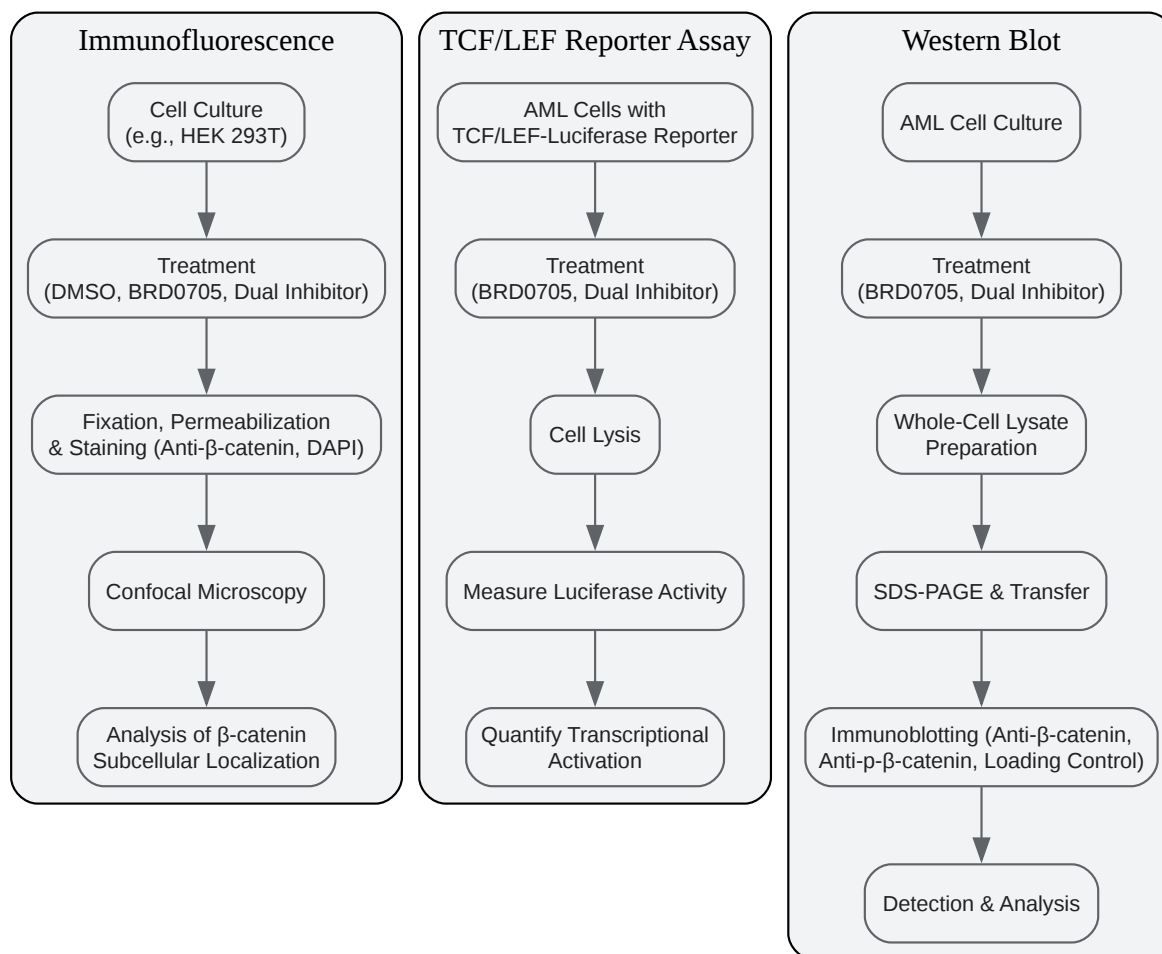 Immunofluorescence
Cell Culture
(e.g., HEK 293T)
Treatment
(DMSO, BRD0705, Dual Inhibitor)
Fixation, Permeabilization
& Staining (Anti-β-catenin, DAPI)
Confocal Microscopy
Analysis of β-catenin
Subcellular Localization
TCF/LEF Reporter Assay
AML Cells with
TCF/LEF-Luciferase Reporter
Treatment
(BRD0705, Dual Inhibitor)
Cell Lysis
Measure Luciferase Activity
Quantify Transcriptional
Activation
Western Blot
AML Cell Culture
Treatment
(BRD0705, Dual Inhibitor)
Whole-Cell Lysate
Preparation
SDS-PAGE & Transfer
Immunoblotting (Anti-β-catenin,
Anti-p-β-catenin, Loading Control)
Detection & Analysis